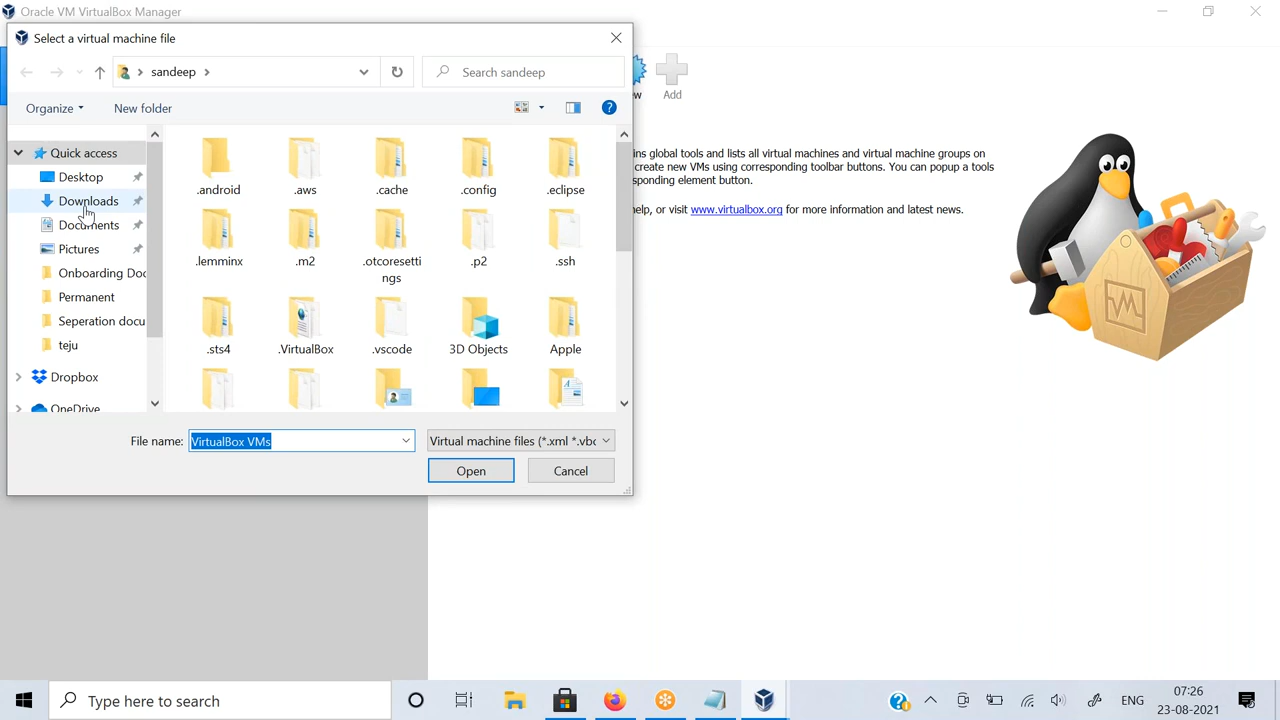 Oracle VM VirtualBox Manager
Select a virtual machine file
sandeep
Search sandeep
Organize
New folder
Add
Quick access
Desktop
Downloads
Documents
Pictures
Onboarding Doc
Permanent
Seperation docu
teju
Dropbox
OneDrive
.android
.aws
.cache
.config
.eclipse
.lemminx
.m2
.otcoresetti
ngs
.p2
.ssh
.sts4
.VirtualBox
.vscode
3D Objects
Apple
File name:
VirtualBox VMs
Virtual machine files (*.xml *.vbo
Open
Cancel
ins global tools and lists all virtual machines and virtual machine groups on
create new VMs using corresponding toolbar buttons. You can popup a tools
sponding element button.
help, or visit www.virtualbox.org for more information and latest news.
Type here to search
ENG
07:26
23-08-2021